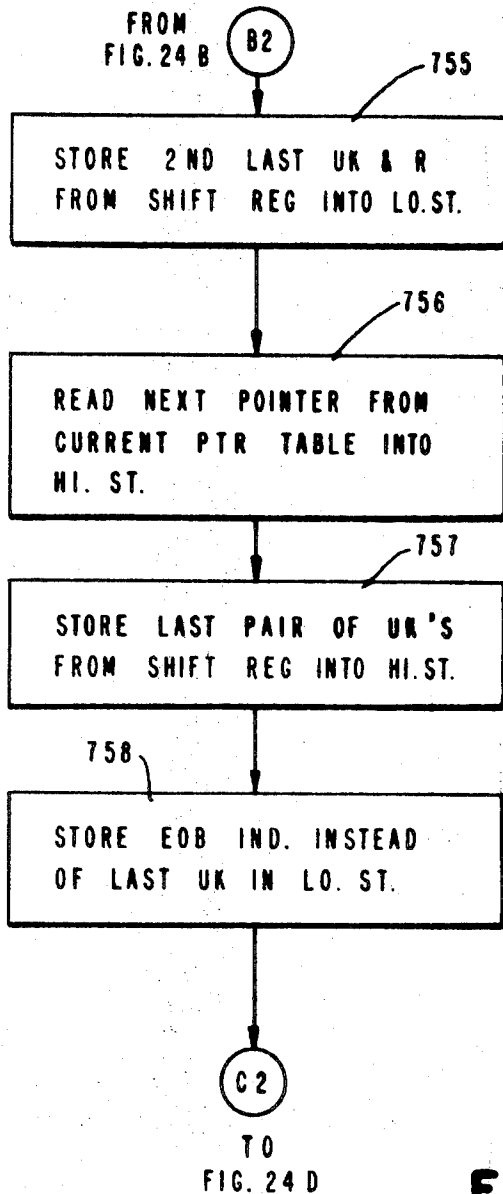 FROM
FIG. 24 B
B2
755
STORE 2ND LAST UK & R
FROM SHIFT REG INTO LO. ST.
756
READ NEXT POINTER FROM
CURRENT PTR TABLE INTO
HI. ST.
757
STORE LAST PAIR OF UK'S
FROM SHIFT REG INTO HI. ST.
758
STORE EOB IND. INSTEAD
OF LAST UK IN LO. ST.
C2
TO
FIG. 24 D